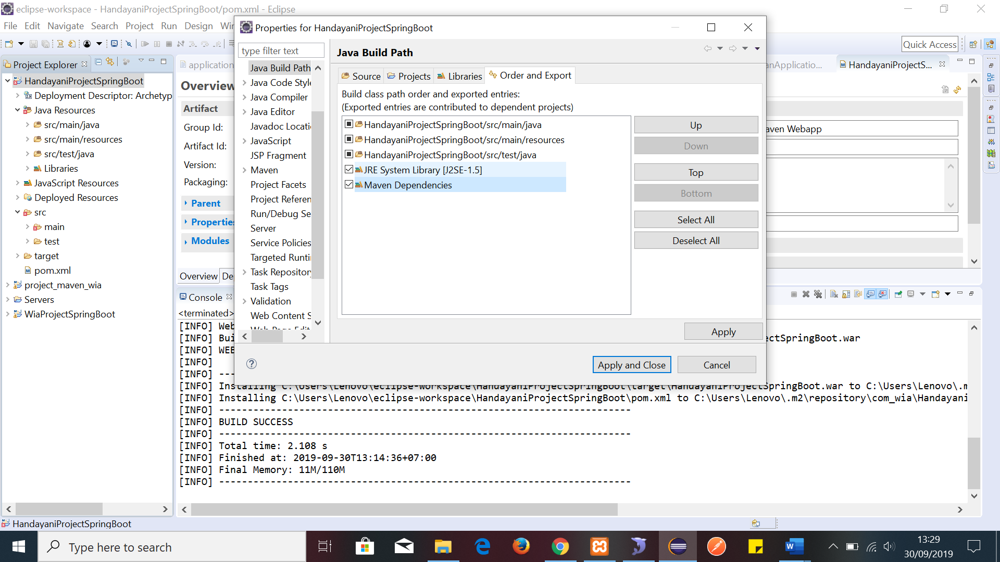 eclipse-workspace - HandayaniProjectSpringBoot/pom.xml - Eclipse
File Edit Navigate Search Project Run Design
Quick Access
Project Explorer
HandayaniProjectSpringBoot
Deployment Descriptor: Archetyp
Java Resources
src/main/java
src/main/resources
src/test/java
Libraries
JavaScript Resources
Deployed Resources
src
main
test
target
pom.xml
project_maven_wia
Servers
WiaProjectSpringBoot
application
Overview
Artifact
Group Id:
Artifact Id:
Version:
Packaging:
Parent
Properties
Modules
Overview
anApplicatio...
HandayaniProjectS...
aven Webapp
Properties for HandayaniProjectSpringBoot
type filter text
Java Build Path
Java Code Style
Java Compiler
Java Editor
Javadoc Locati
JavaScript
JSP Fragment
Maven
Project Facets
Project Referen
Run/Debug Se
Server
Service Policies
Targeted Runti
Task Repository
Task Tags
Validation
Web Content S
Web Page Edit
Java Build Path
Source Projects Libraries Order and Export
Build class path order and exported entries:
(Exported entries are contributed to dependent projects)
HandayaniProjectSpringBoot/src/main/java
HandayaniProjectSpringBoot/src/main/resources
HandayaniProjectSpringBoot/src/test/java
JRE System Library [J2SE-1.5]
Maven Dependencies
Up
Down
Top
Bottom
Select All
Deselect All
Apply
Apply and Close
Cancel
Console
<terminated>
[INFO] Web
[INFO] Bui
ctSpringBoot.war
[INFO] WEB
[INFO]
[INFO] ---
[INFO] Installing C:\Users\Lenovo\eclipse-workspace\HandayaniProjectSpringBoot\target\HandayaniProjectSpringBoot.war to C:\Users\Lenovo\.m
[INFO] Installing C:\Users\Lenovo\eclipse-workspace\HandayaniProjectSpringBoot\pom.xml to C:\Users\Lenovo\.m2\repository\com_wia\Handayani
[INFO] ------------------------------------------------------------------------
[INFO] BUILD SUCCESS
[INFO] ------------------------------------------------------------------------
[INFO] Total time: 2.108 s
[INFO] Finished at: 2019-09-30T13:14:36+07:00
[INFO] Final Memory: 11M/110M
[INFO] ------------------------------------------------------------------------
HandayaniProjectSpringBoot
Type here to search
13:29
30/09/2019